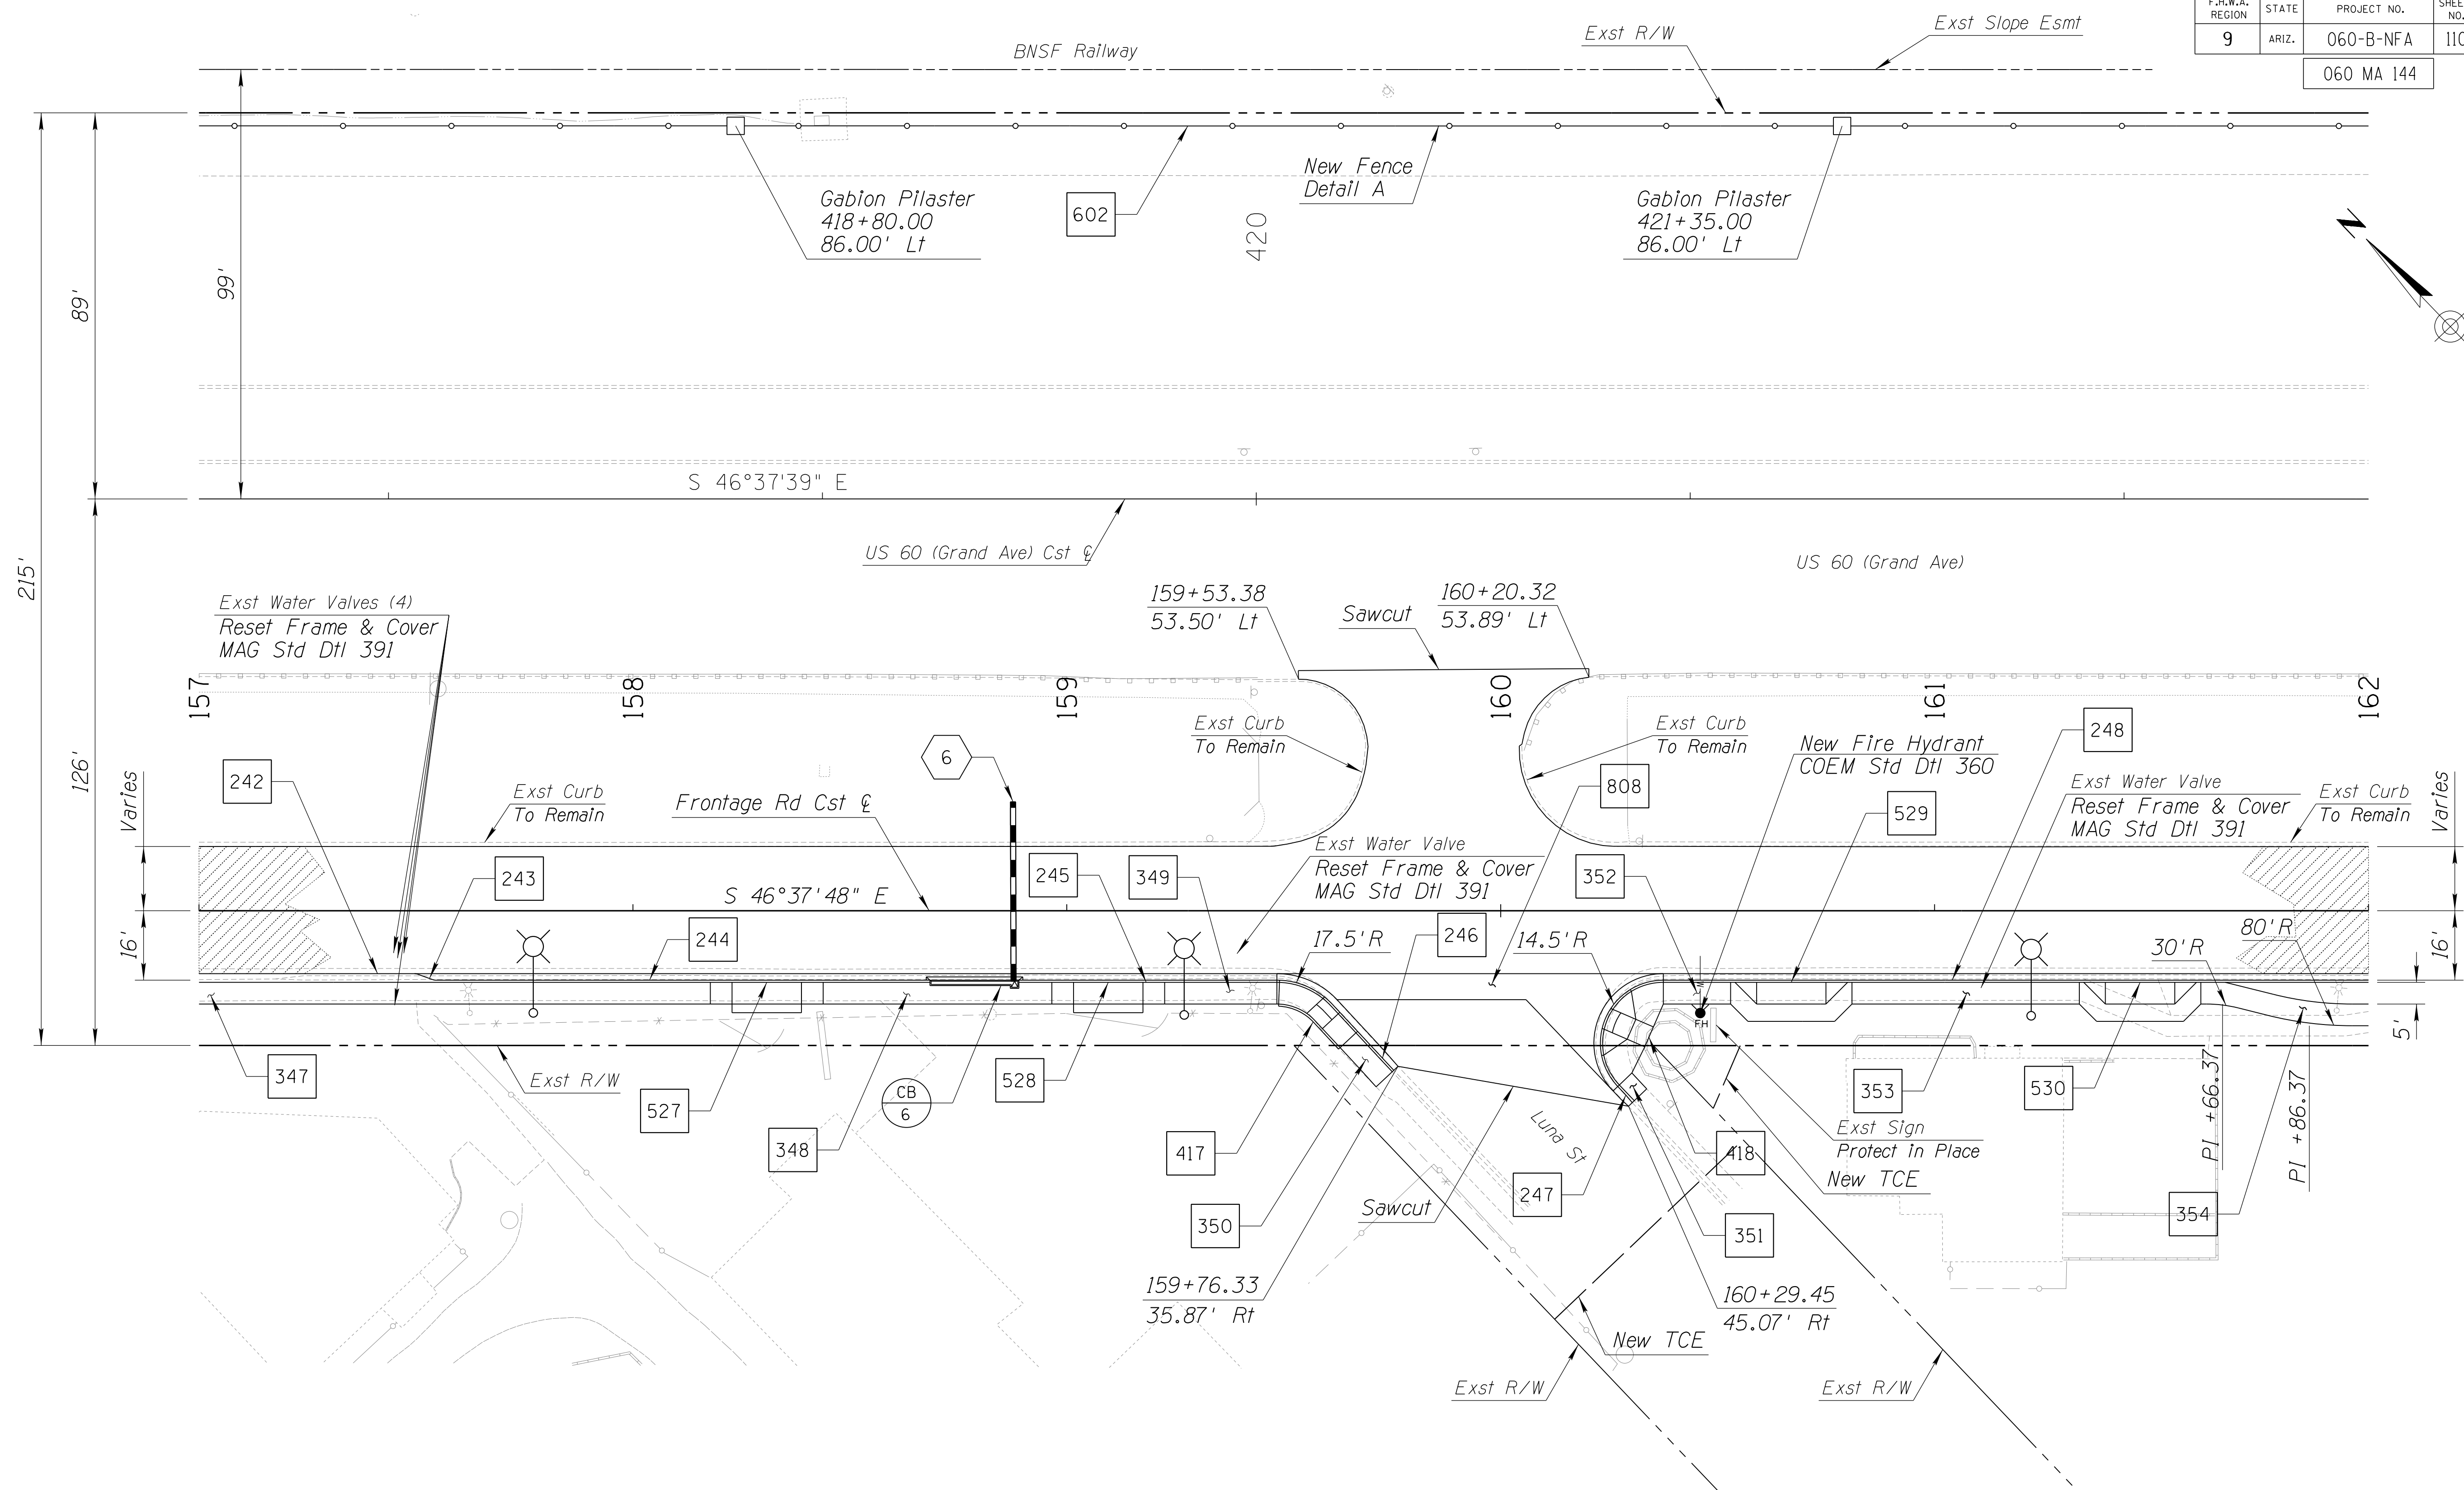 F.H.W.A. REGION
STATE
PROJECT NO.
9
ARIZ.
060-B-NFA
060 MA 144
BNSF Railway
Exst R/W
Exst Slope Esmt
New Fence
Detail A
Gabion Pilaster
418+80.00
86.00' Lt
602
420
Gabion Pilaster
421+35.00
86.00' Lt
N
99'
89'
215'
126'
S 46°37'39" E
US 60 (Grand Ave) Cst ℄
US 60 (Grand Ave)
Exst Water Valves (4)
Reset Frame & Cover
MAG Std Dtl 391
159+53.38
53.50' Lt
Sawcut
160+20.32
53.89' Lt
157
158
159
160
161
162
Exst Curb
To Remain
Exst Curb
To Remain
New Fire Hydrant
COEM Std Dtl 360
248
6
242
808
Varies
Exst Curb
To Remain
Frontage Rd Cst ℄
529
Exst Water Valve
Reset Frame & Cover
MAG Std Dtl 391
Exst Curb
To Remain
Varies
243
245
349
Exst Water Valve
Reset Frame & Cover
MAG Std Dtl 391
352
S 46°37'48" E
16'
244
17.5'R
246
14.5'R
30'R
80'R
16'
FH
5'
347
Exst R/W
527
348
CB
6
528
417
350
159+76.33
35.87' Rt
Sawcut
Luna St
247
418
351
160+29.45
45.07' Rt
353
530
Exst Sign
Protect in Place
New TCE
PI +66.37
PI +86.37
354
New TCE
Exst R/W
Exst R/W